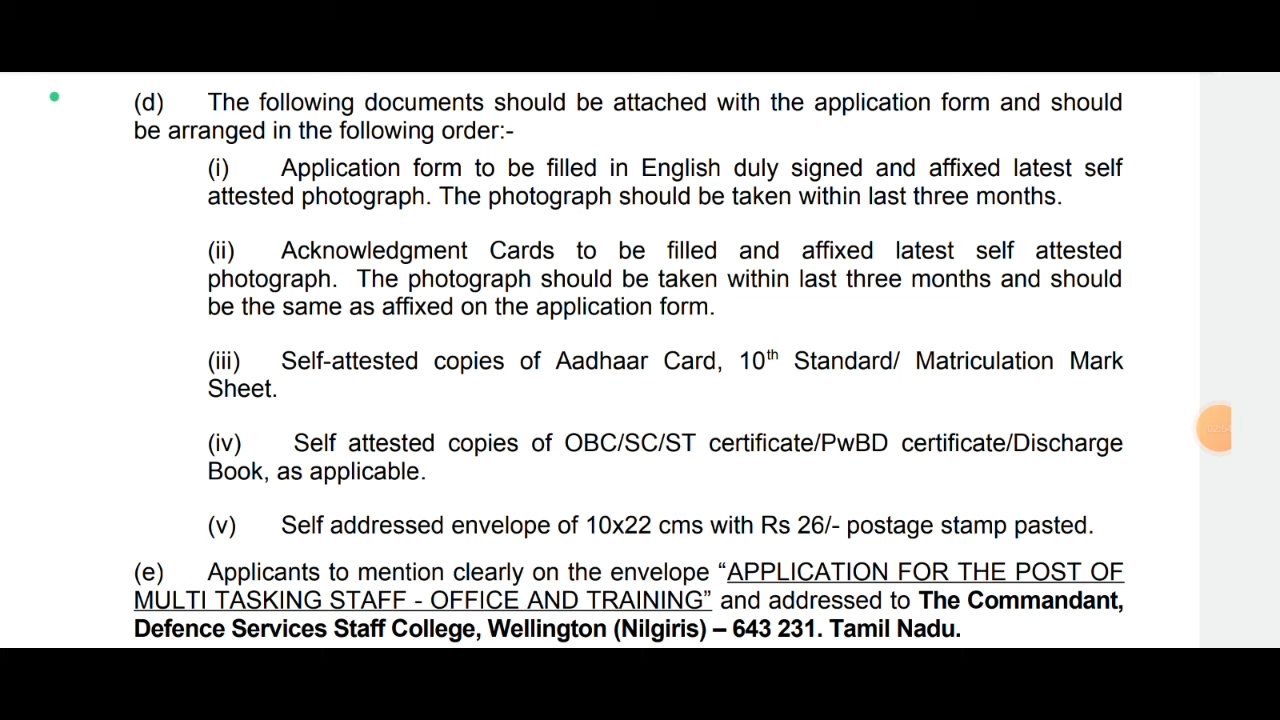 (d) The following documents should be attached with the application form and should
be arranged in the following order:-
(i) Application form to be filled in English duly signed and affixed latest self
attested photograph. The photograph should be taken within last three months.
(ii) Acknowledgment Cards to be filled and affixed latest self attested
photograph. The photograph should be taken within last three months and should
be the same as affixed on the application form.
(iii) Self-attested copies of Aadhaar Card, 10th Standard/ Matriculation Mark
Sheet.
(iv) Self attested copies of OBC/SC/ST certificate/PwBD certificate/Discharge
Book, as applicable.
(v) Self addressed envelope of 10x22 cms with Rs 26/- postage stamp pasted.
(e) Applicants to mention clearly on the envelope “APPLICATION FOR THE POST OF
MULTI TASKING STAFF - OFFICE AND TRAINING” and addressed to The Commandant,
Defence Services Staff College, Wellington (Nilgiris) – 643 231. Tamil Nadu.